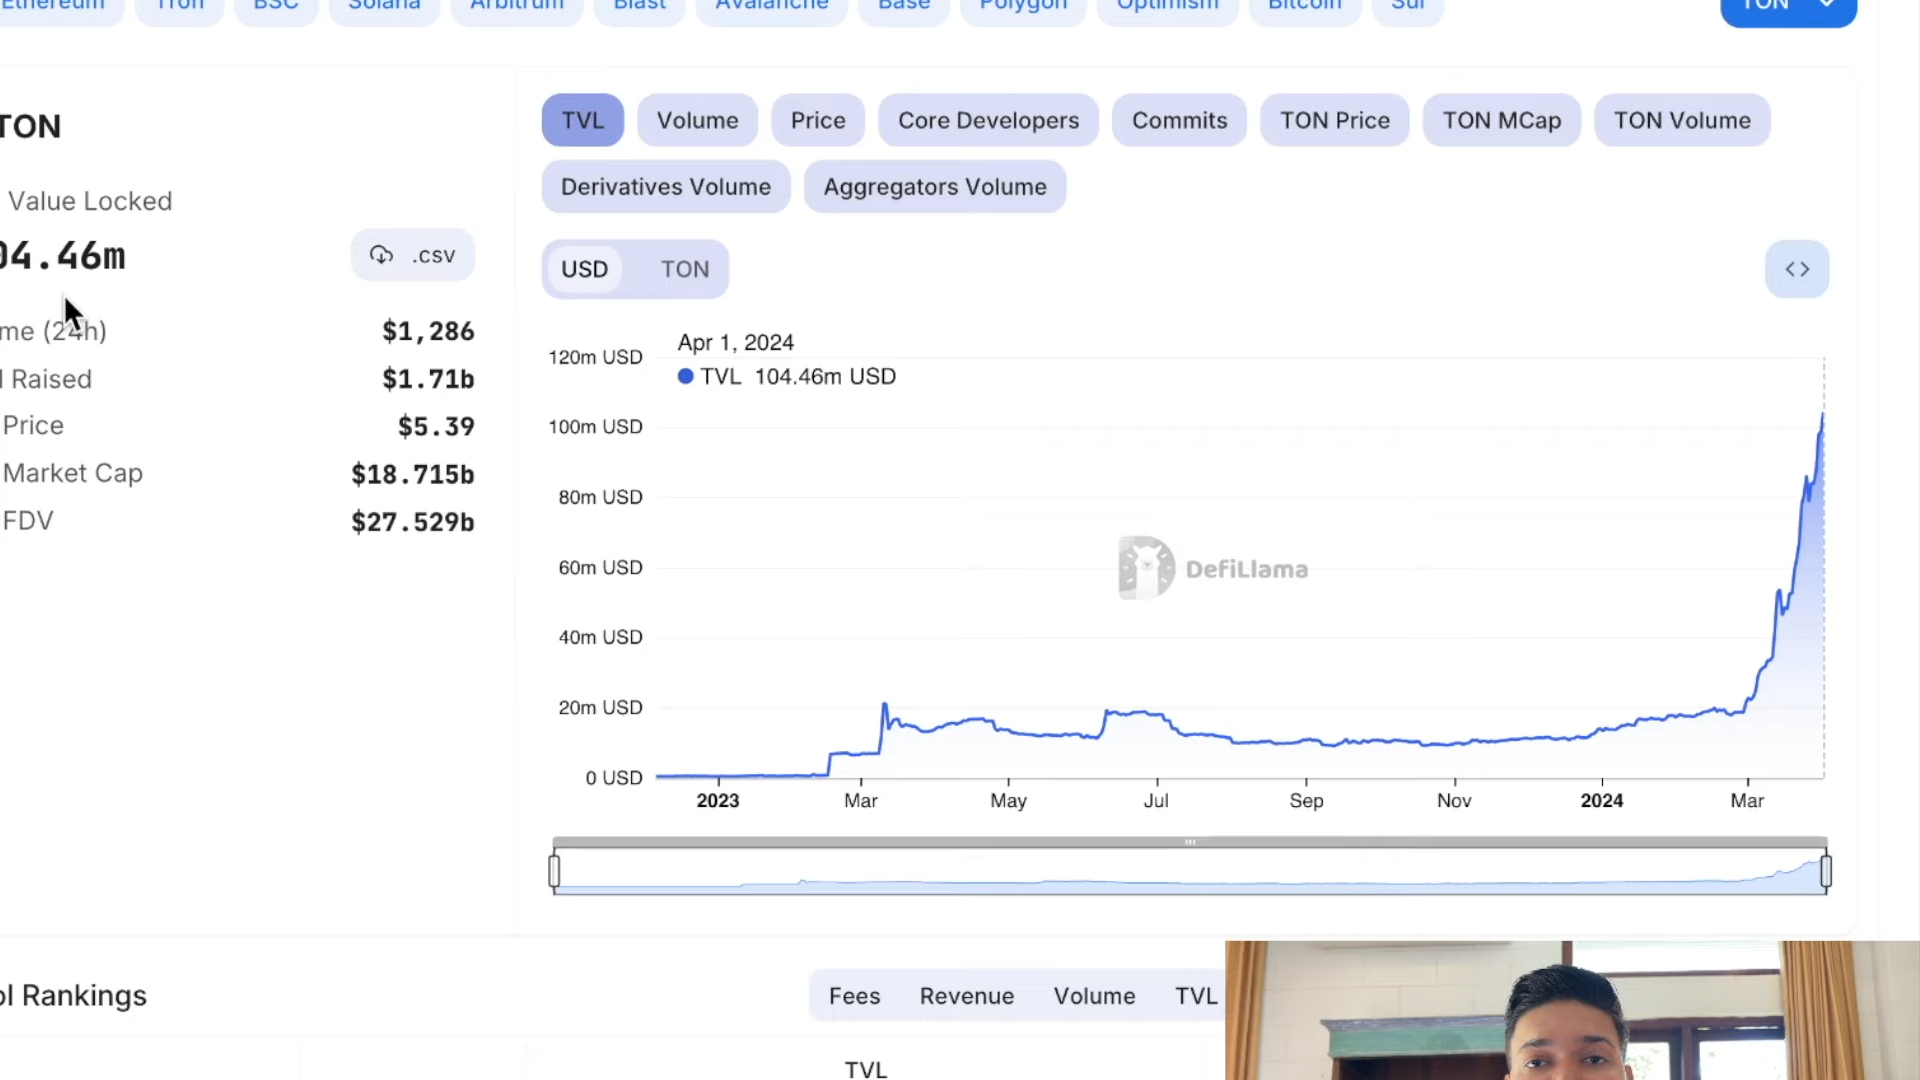 Ethereum Tron BSC Solana Arbitrum Blast Avalanche Base Polygon Optimism Bitcoin Sui TON
TVL Volume Price Core Developers Commits TON Price TON MCap TON Volume
TON
Derivatives Volume Aggregators Volume
Value Locked
04.46m .csv
USD TON <>
me (24h) $1,286
Raised $1.71b
Price $5.39
Market Cap $18.715b
FDV $27.529b
Apr 1, 2024
TVL 104.46m USD
120m USD
100m USD
80m USD
60m USD
40m USD
20m USD
0 USD
DefiLlama
2023 Mar May Jul Sep Nov 2024 Mar
ol Rankings Fees Revenue Volume TVL
TVL